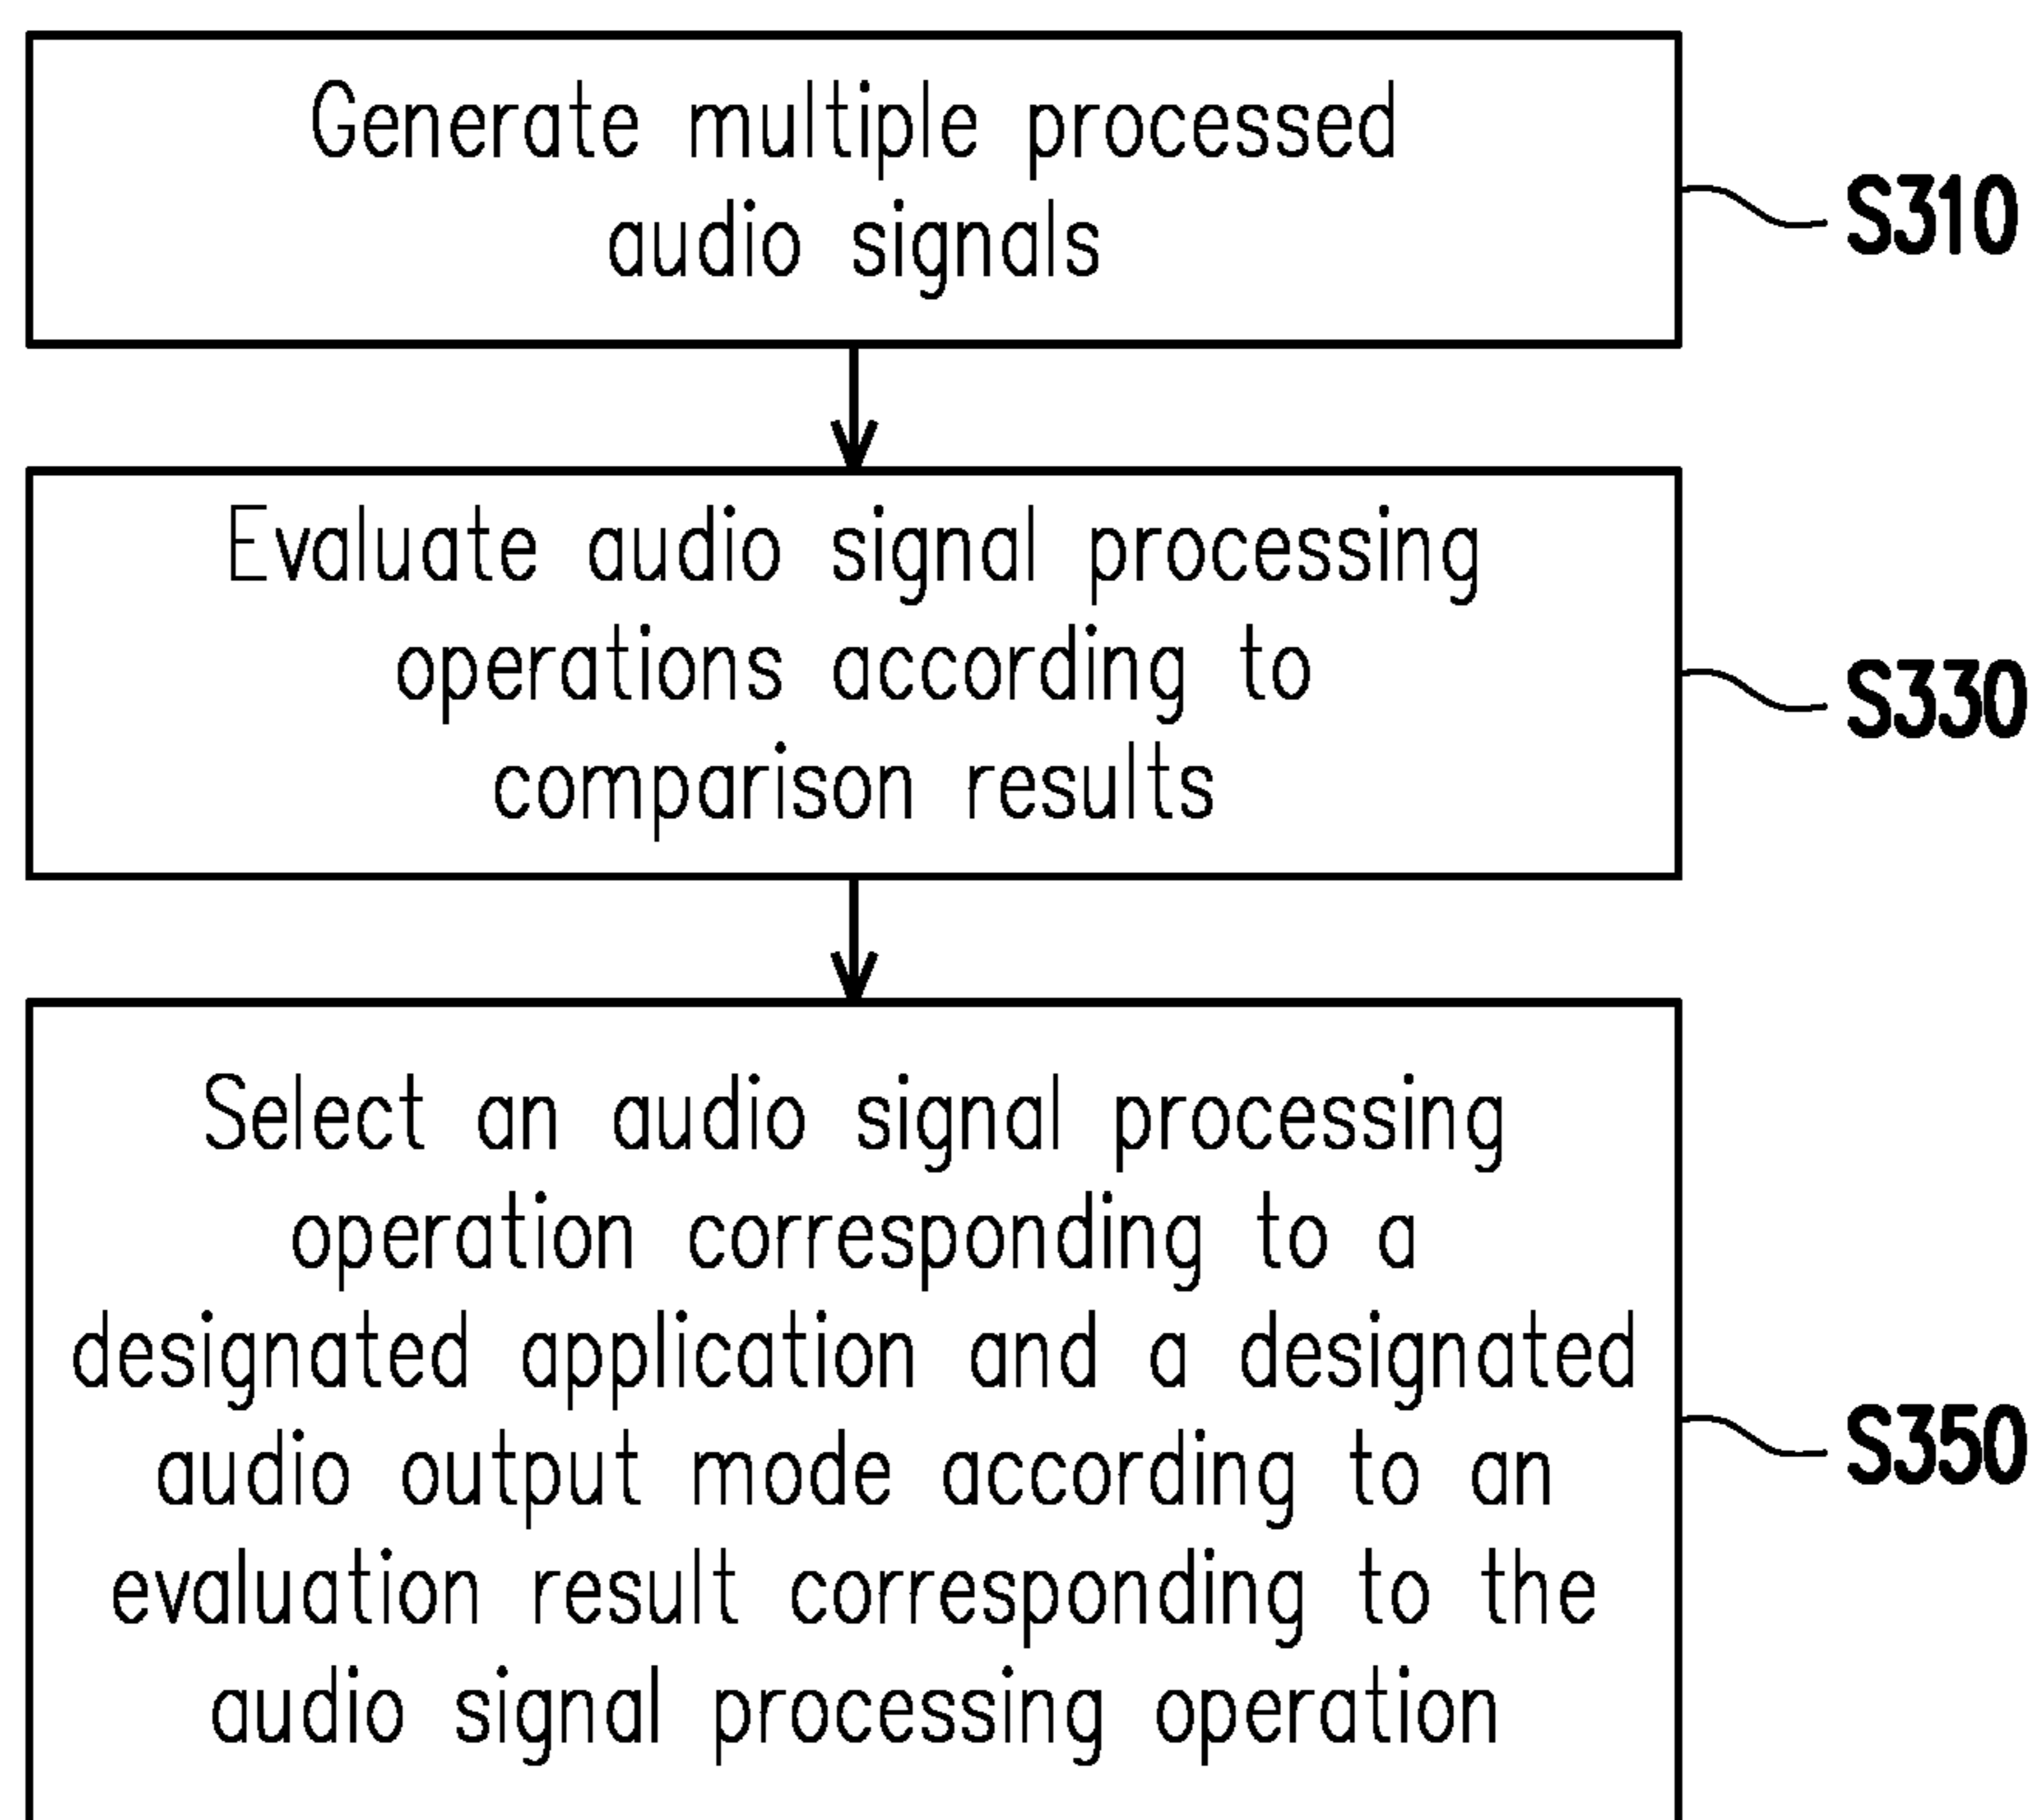 Generate multiple processed
audio signals
S310
Evaluate audio signal processing
operations according to
comparison results
S330
Select an audio signal processing
operation corresponding to a
designated application and a designated
audio output mode according to an
evaluation result corresponding to the
audio signal processing operation
S350